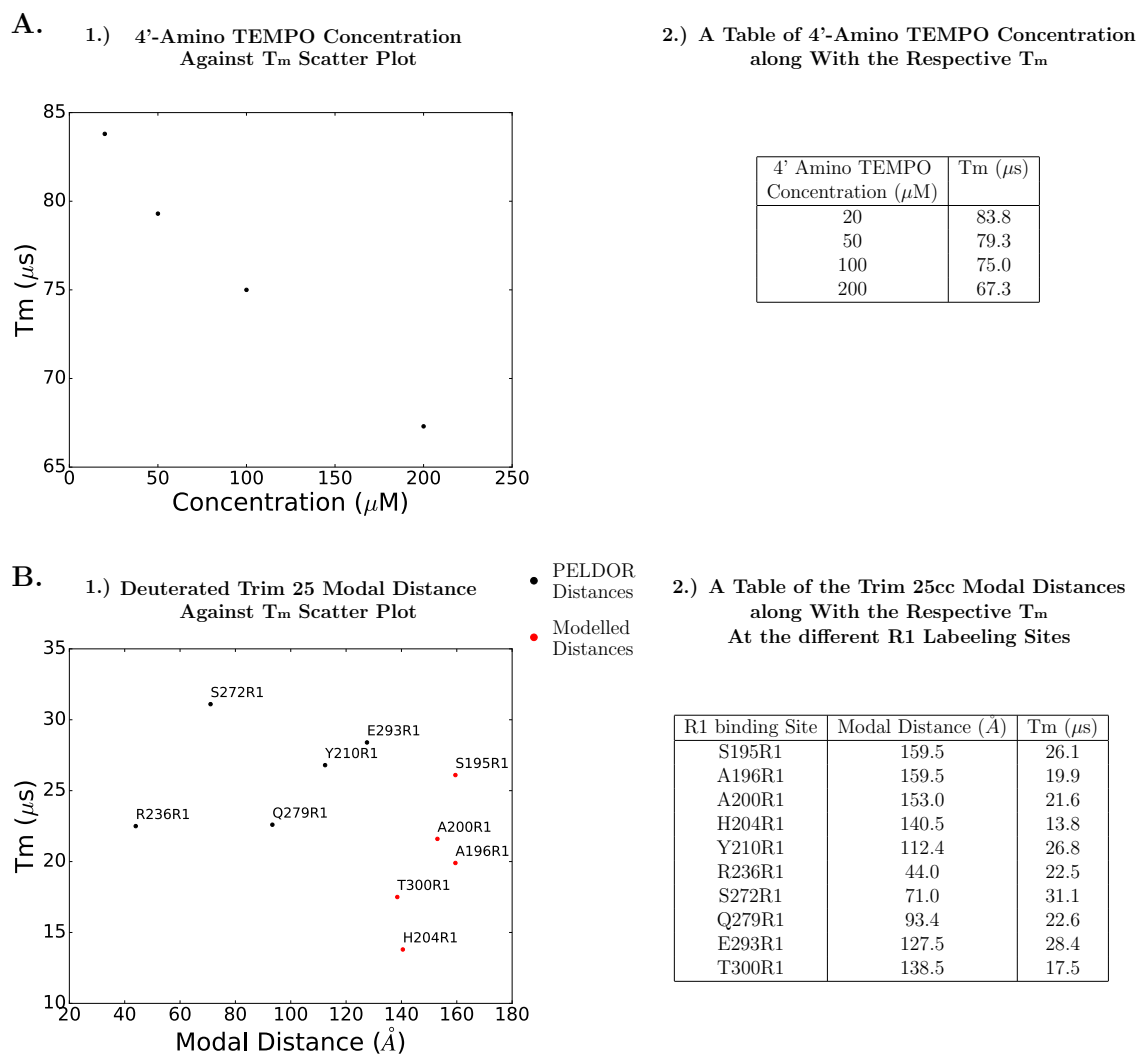 A.
1.) 4'-Amino TEMPO Concentration
Against Tm Scatter Plot
85
80
75
70
65
0 50 100 150 200 250
Tm (μs)
Concentration (μM)
2.) A Table of 4'-Amino TEMPO Concentration
along With the Respective Tm
4' Amino TEMPO Tm (μs)
Concentration (μM)
20 83.8
50 79.3
100 75.0
200 67.3
B.
1.) Deuterated Trim 25 Modal Distance
Against Tm Scatter Plot
PELDOR
Distances
Modelled
Distances
35
30
25
20
15
10
20 40 60 80 100 120 140 160 180
Tm (μs)
Modal Distance (Å)
S272R1
E293R1
Y210R1
S195R1
R236R1
Q279R1
A200R1
A196R1
T300R1
H204R1
2.) A Table of the Trim 25cc Modal Distances
along With the Respective Tm
At the different R1 Labeeling Sites
R1 binding Site Modal Distance (Å) Tm (μs)
S195R1 159.5 26.1
A196R1 159.5 19.9
A200R1 153.0 21.6
H204R1 140.5 13.8
Y210R1 112.4 26.8
R236R1 44.0 22.5
S272R1 71.0 31.1
Q279R1 93.4 22.6
E293R1 127.5 28.4
T300R1 138.5 17.5